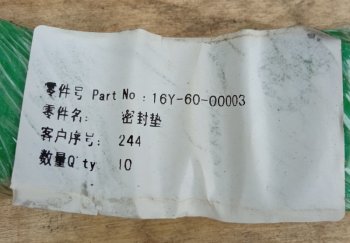 零件号 Part No : 16Y-60-00003
零件名: 密封垫
客户序号: 244
数量Q'ty 10